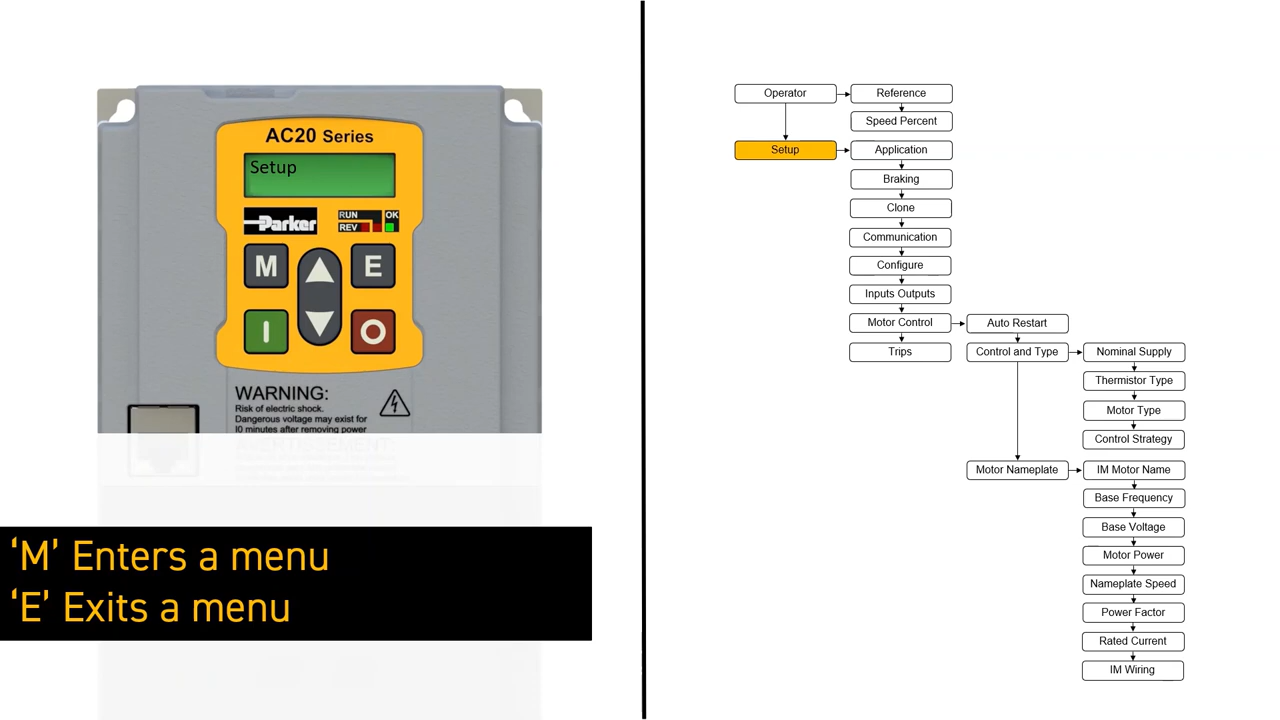 AC20 Series
Setup
Parker
RUN
REV
OK
M
E
I
O
WARNING:
Risk of electric shock.
Dangerous voltage may exist for
10 minutes after removing power
AVERTISSEMENT:
‘M’ Enters a menu
‘E’ Exits a menu
Operator
Reference
Speed Percent
Setup
Application
Braking
Clone
Communication
Configure
Inputs Outputs
Motor Control
Auto Restart
Trips
Control and Type
Nominal Supply
Thermistor Type
Motor Type
Control Strategy
Motor Nameplate
IM Motor Name
Base Frequency
Base Voltage
Motor Power
Nameplate Speed
Power Factor
Rated Current
IM Wiring